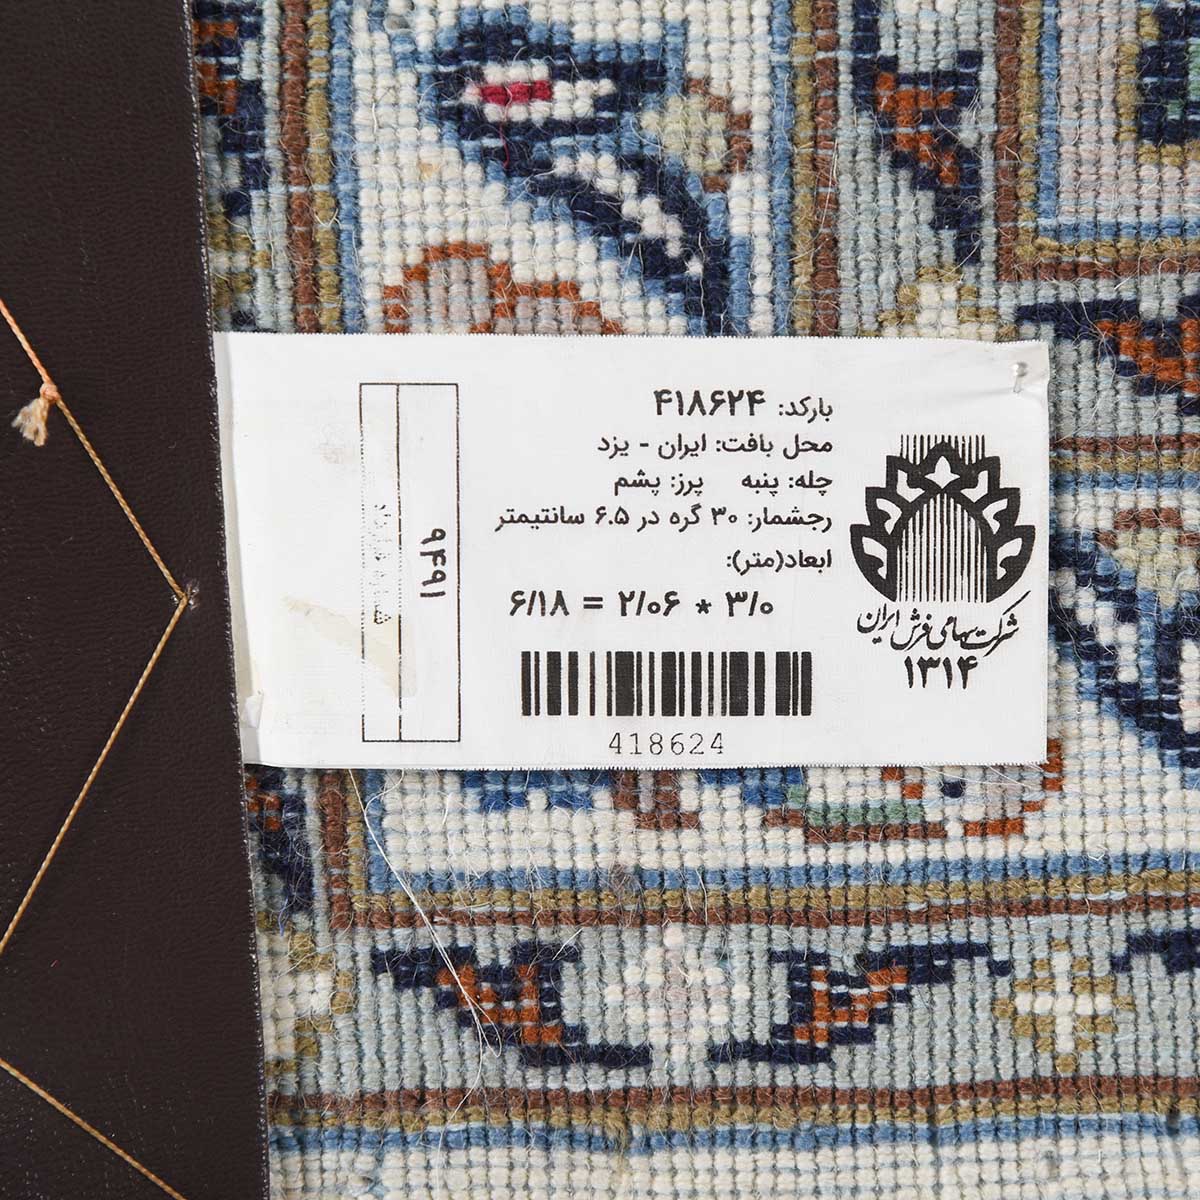 بارکد: ۴۱۸۶۲۴
محل بافت: ایران - یزد
چله: پنبه پرز: پشم
رجشمار: ۳۰ گره در ۶.۵ سانتیمتر
ابعاد(متر):
۳/۰ * ۲/۰۶ = ۶/۱۸
418624
شرکت سهامی فرش ایران
۱۳۱۴
۹۴۹۱